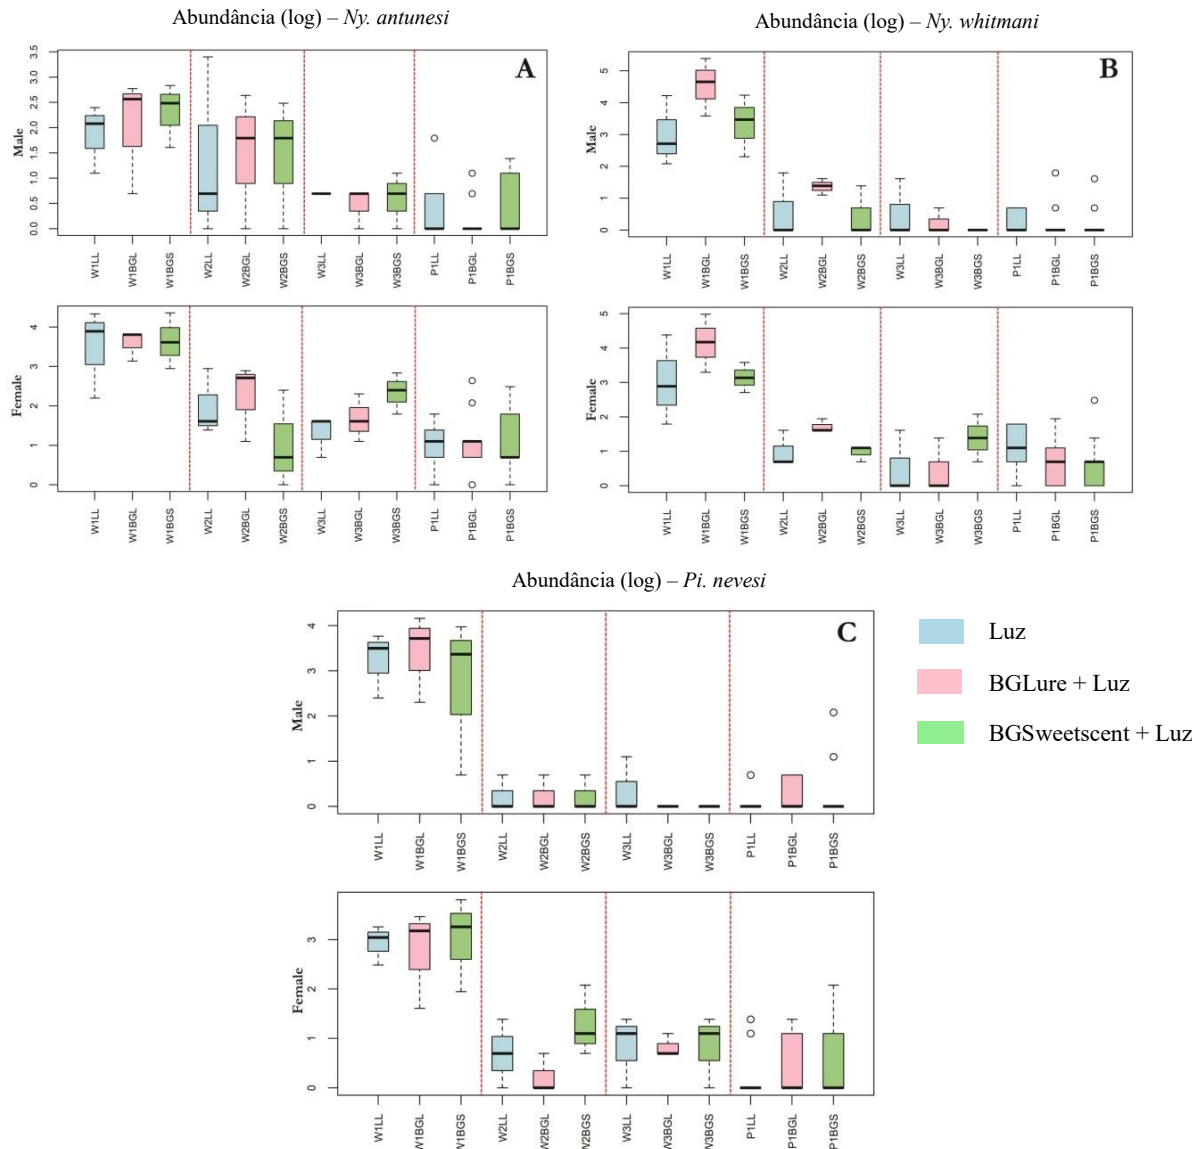 Abundância (log) – Ny. antunesi
Abundância (log) – Ny. whitmani
A
Male
3.5
3.0
2.5
2.0
1.5
1.0
0.5
0.0
W1LL
W1BGL
W1BGS
W2LL
W2BGL
W2BGS
W3LL
W3BGL
W3BGS
P1LL
P1BGL
P1BGS
Female
4
3
2
1
0
W1LL
W1BGL
W1BGS
W2LL
W2BGL
W2BGS
W3LL
W3BGL
W3BGS
P1LL
P1BGL
P1BGS
B
Male
5
4
3
2
1
0
W1LL
W1BGL
W1BGS
W2LL
W2BGL
W2BGS
W3LL
W3BGL
W3BGS
P1LL
P1BGL
P1BGS
Female
5
4
3
2
1
0
W1LL
W1BGL
W1BGS
W2LL
W2BGL
W2BGS
W3LL
W3BGL
W3BGS
P1LL
P1BGL
P1BGS
Abundância (log) – Pi. nevesi
C
Male
4
3
2
1
0
W1LL
W1BGL
W1BGS
W2LL
W2BGL
W2BGS
W3LL
W3BGL
W3BGS
P1LL
P1BGL
P1BGS
Female
3
2
1
0
W1LL
W1BGL
W1BGS
W2LL
W2BGL
W2BGS
W3LL
W3BGL
W3BGS
P1LL
P1BGL
P1BGS
Luz
BGLure + Luz
BGSweetscent + Luz